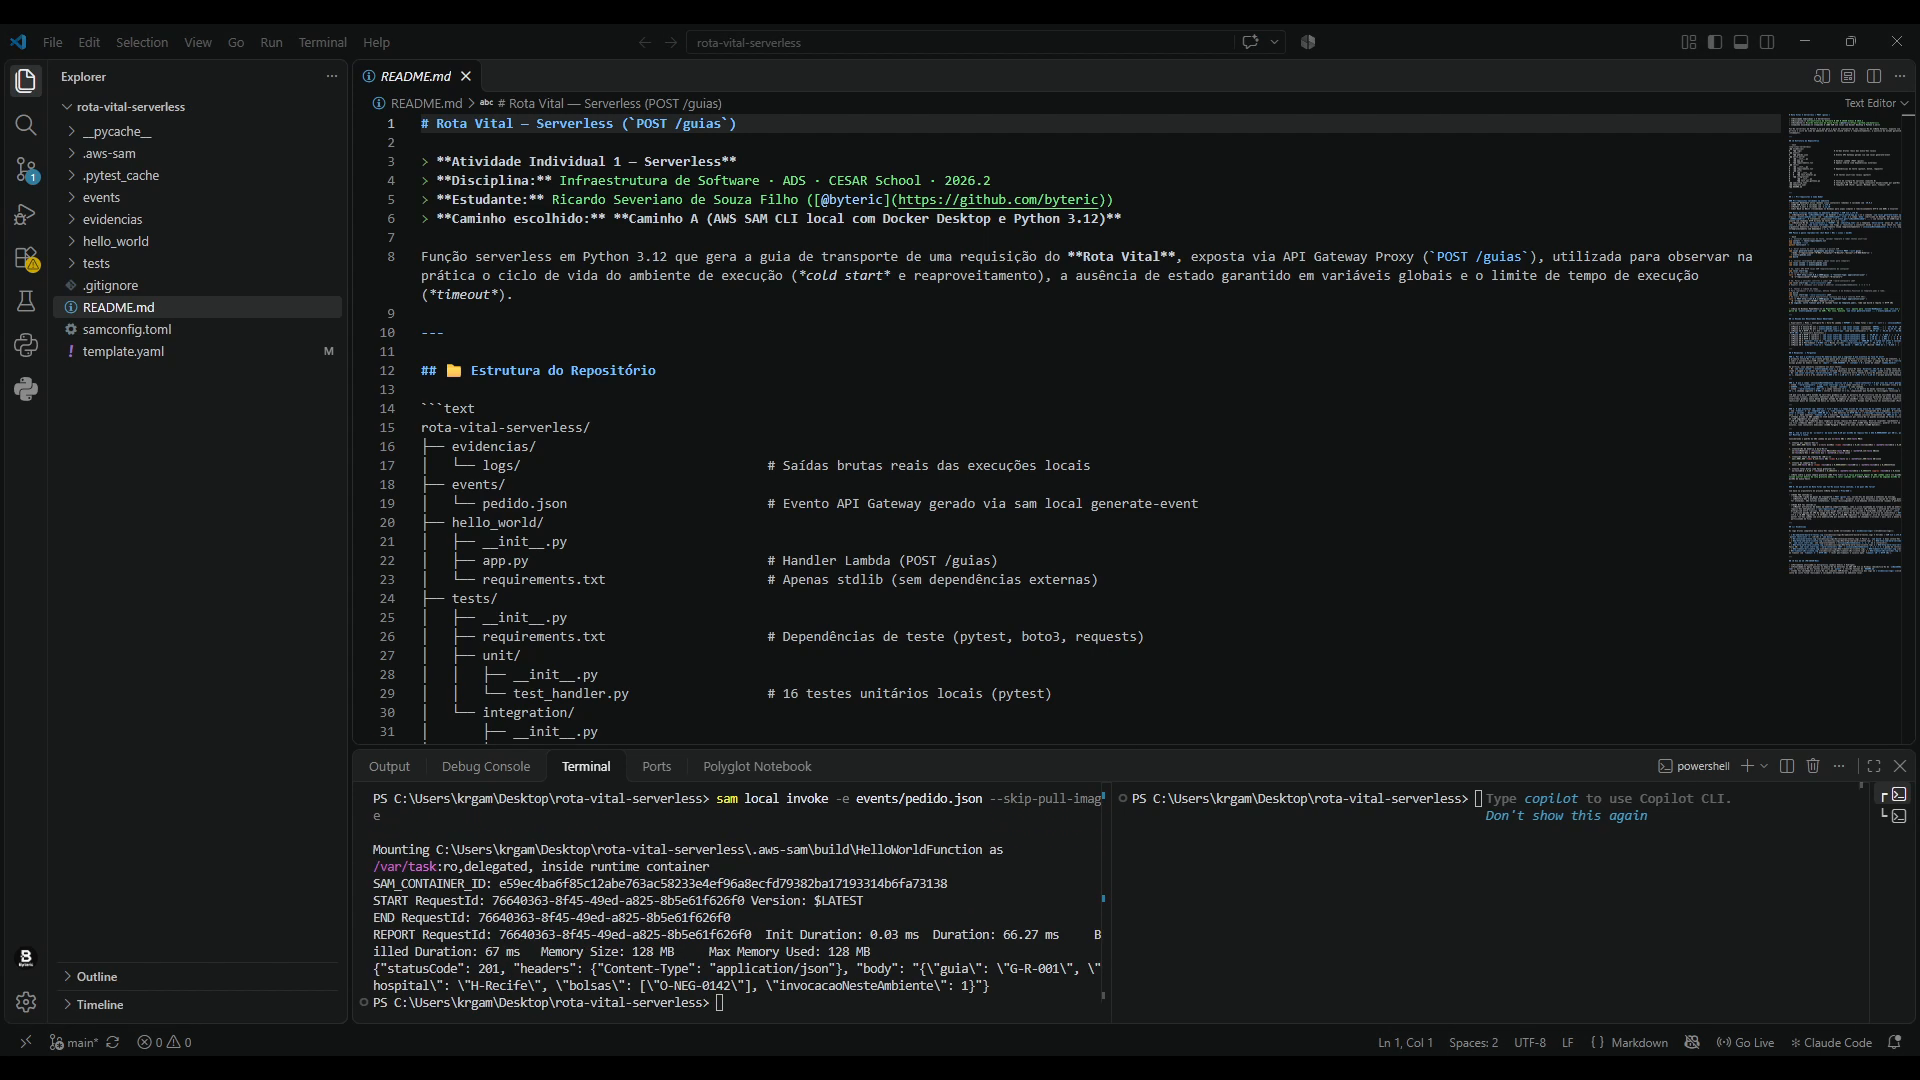 File Edit Selection View Go Run Terminal Help
rota-vital-serverless
Explorer
rota-vital-serverless
__pycache__
.aws-sam
.pytest_cache
events
evidencias
hello_world
tests
.gitignore
README.md
samconfig.toml
template.yaml M
Outline
Timeline
README.md
README.md > # Rota Vital — Serverless (POST /guias)
Text Editor
1 # Rota Vital — Serverless (`POST /guias`)
2
3 > **Atividade Individual 1 — Serverless**
4 > **Disciplina:** Infraestrutura de Software · ADS · CESAR School · 2026.2
5 > **Estudante:** Ricardo Severiano de Souza Filho ([@byteric](https://github.com/byteric))
6 > **Caminho escolhido:** **Caminho A (AWS SAM CLI local com Docker Desktop e Python 3.12)**
7
8 Função serverless em Python 3.12 que gera a guia de transporte de uma requisição do **Rota Vital**, exposta via API Gateway Proxy (`POST /guias`), utilizada para observar na
prática o ciclo de vida do ambiente de execução (*cold start* e reaproveitamento), a ausência de estado garantido em variáveis globais e o limite de tempo de execução
(*timeout*).
9
10 ---
11
12 ## 📁 Estrutura do Repositório
13
14 ```text
15 rota-vital-serverless/
16 ├── evidencias/
17 │   └── logs/ # Saídas brutas reais das execuções locais
18 ├── events/
19 │   └── pedido.json # Evento API Gateway gerado via sam local generate-event
20 ├── hello_world/
21 │   ├── __init__.py
22 │   ├── app.py # Handler Lambda (POST /guias)
23 │   └── requirements.txt # Apenas stdlib (sem dependências externas)
24 ├── tests/
25 │   ├── __init__.py
26 │   ├── requirements.txt # Dependências de teste (pytest, boto3, requests)
27 │   ├── unit/
28 │   │   ├── __init__.py
29 │   │   └── test_handler.py # 16 testes unitários locais (pytest)
30 │   └── integration/
31 │       ├── __init__.py
Output Debug Console Terminal Ports Polyglot Notebook
powershell
PS C:\Users\krgam\Desktop\rota-vital-serverless> sam local invoke -e events/pedido.json --skip-pull-imag
e
Mounting C:\Users\krgam\Desktop\rota-vital-serverless\.aws-sam\build\HelloWorldFunction as
/var/task:ro,delegated, inside runtime container
SAM_CONTAINER_ID: e59ec4ba6f85c12abe763ac58233e4ef96a8ecfd79382ba17193314b6fa73138
START RequestId: 76640363-8f45-49ed-a825-8b5e61f626f0 Version: $LATEST
END RequestId: 76640363-8f45-49ed-a825-8b5e61f626f0
REPORT RequestId: 76640363-8f45-49ed-a825-8b5e61f626f0 Init Duration: 0.03 ms Duration: 66.27 ms B
illed Duration: 67 ms Memory Size: 128 MB Max Memory Used: 128 MB
{"statusCode": 201, "headers": {"Content-Type": "application/json"}, "body": "{\"guia\": \"G-R-001\", \"
hospital\": \"H-Recife\", \"bolsas\": [\"O-NEG-0142\"], \"invocacaoNesteAmbiente\": 1}"}
PS C:\Users\krgam\Desktop\rota-vital-serverless>
PS C:\Users\krgam\Desktop\rota-vital-serverless> Type copilot to use Copilot CLI.
Don't show this again
main* 0 0 Ln 1, Col 1 Spaces: 2 UTF-8 LF { } Markdown Go Live Claude Code